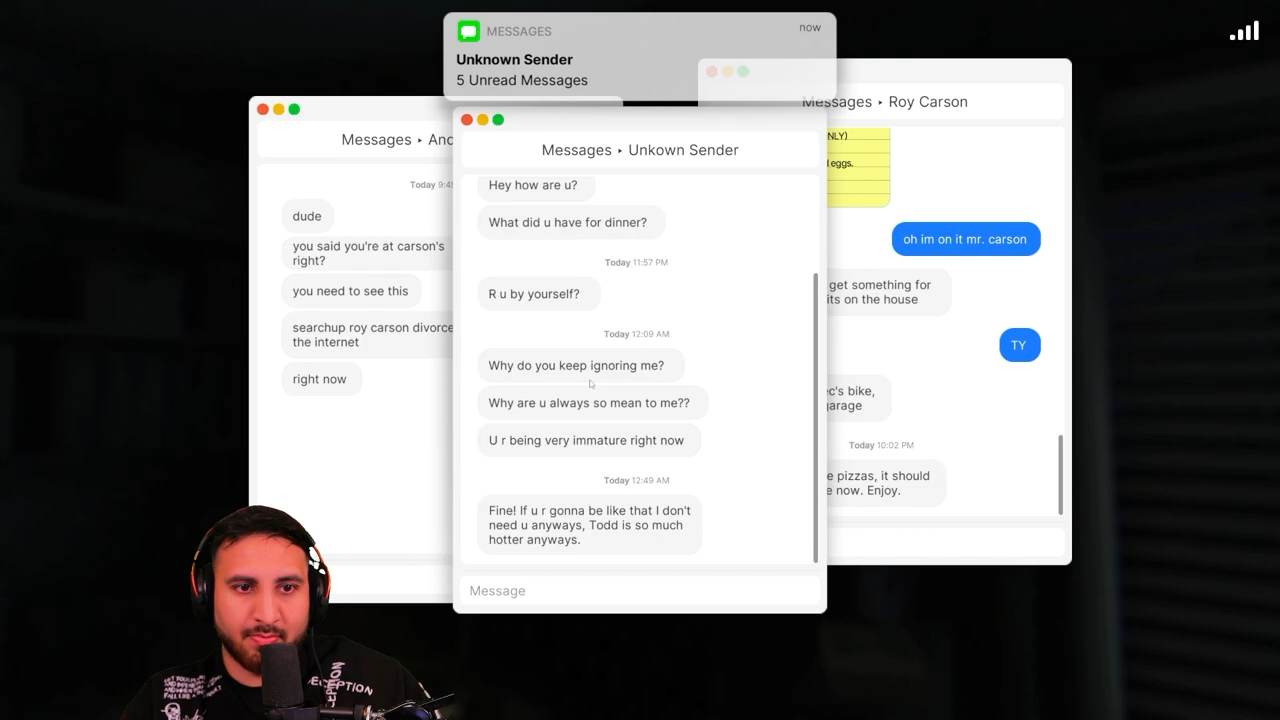 MESSAGES
now
Unknown Sender
5 Unread Messages
Messages ‣ And
Today 9:4
dude
you said you're at carson's
right?
you need to see this
searchup roy carson divorce
the internet
right now
Messages ‣ Unkown Sender
Hey how are u?
What did u have for dinner?
Today 11:57 PM
R u by yourself?
Today 12:09 AM
Why do you keep ignoring me?
Why are u always so mean to me??
U r being very immature right now
Today 12:49 AM
Fine! If u r gonna be like that I don't
need u anyways, Todd is so much
hotter anyways.
Message
Messages ‣ Roy Carson
NLY)
eggs.
oh im on it mr. carson
get something for
its on the house
TY
ec's bike,
garage
Today 10:02 PM
e pizzas, it should
e now. Enjoy.